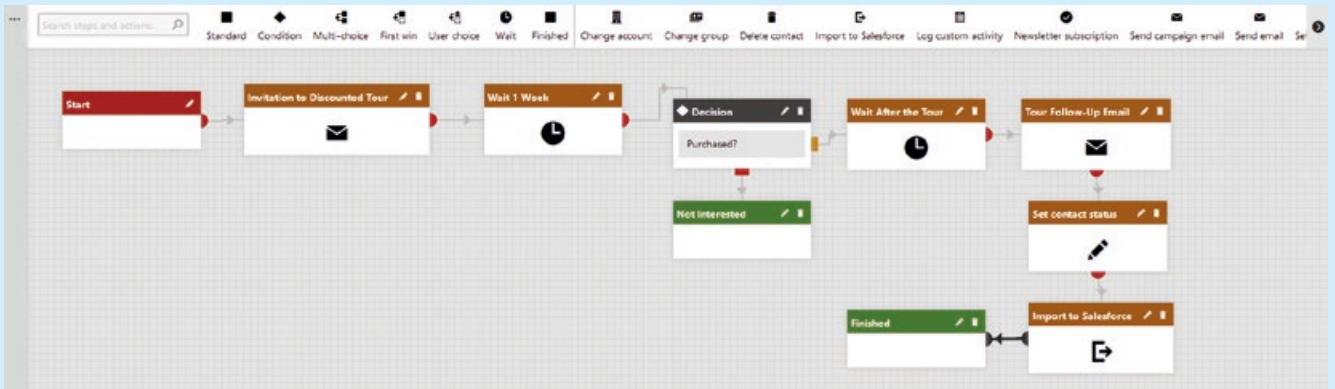 Search steps and actions...
Standard Condition Multi-choice First win User choice Wait Finished Change account Change group Delete contact Import to Salesforce Log custom activity Newsletter subscription Send campaign email Send email Se
Start
Invitation to Discounted Tour
Wait 1 Week
Decision
Purchased?
Wait After the Tour
Tour Follow-Up Email
Not Interested
Set contact status
Finished
Import to Salesforce